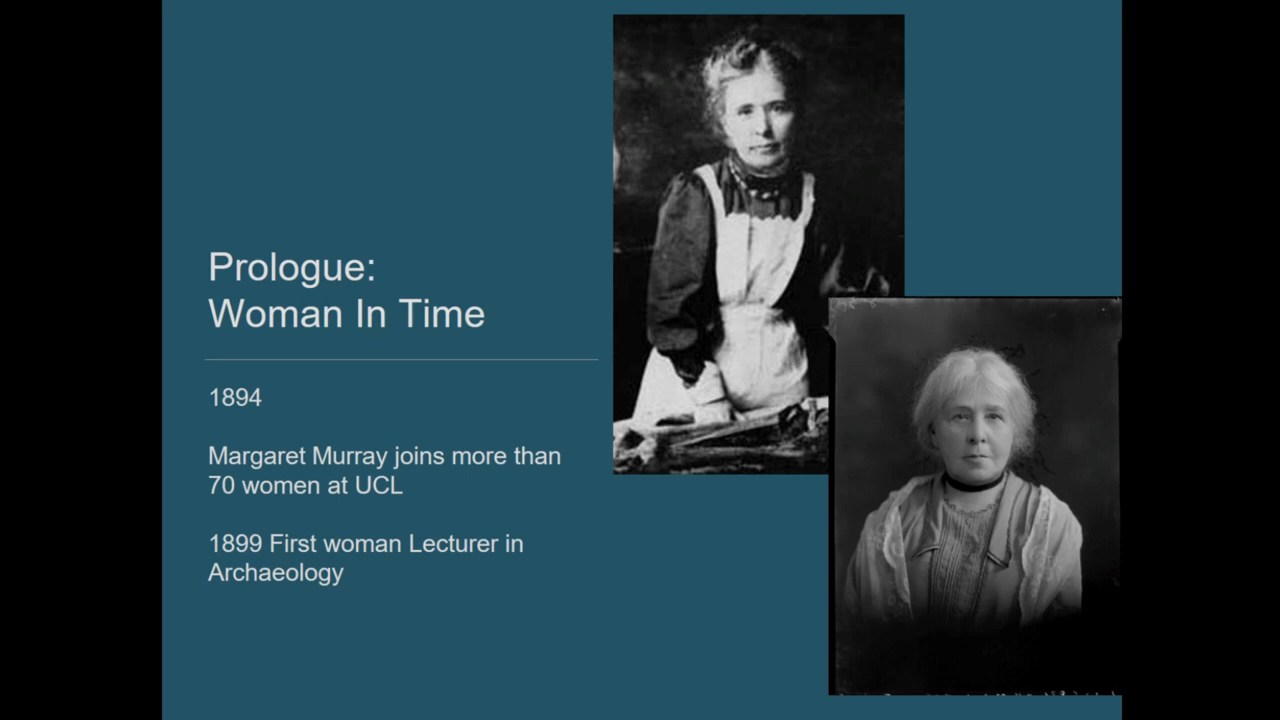 Prologue:
Woman In Time
1894
Margaret Murray joins more than
70 women at UCL
1899 First woman Lecturer in
Archaeology